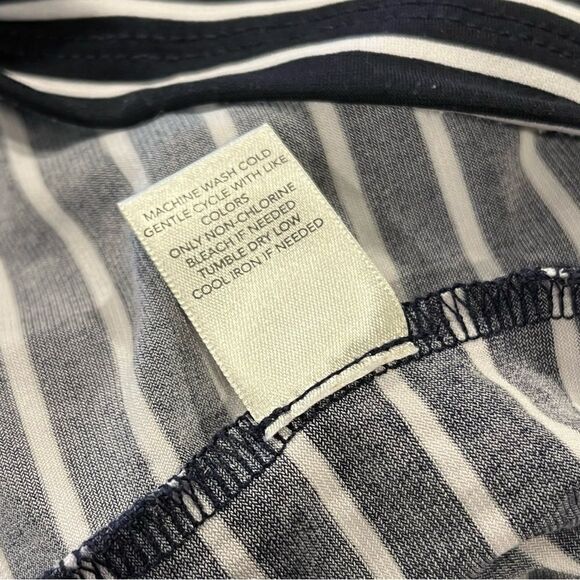 MACHINE WASH COLD
GENTLE CYCLE WITH LIKE
COLORS
ONLY NON-CHLORINE
BLEACH IF NEEDED
TUMBLE DRY LOW
COOL IRON IF NEEDED